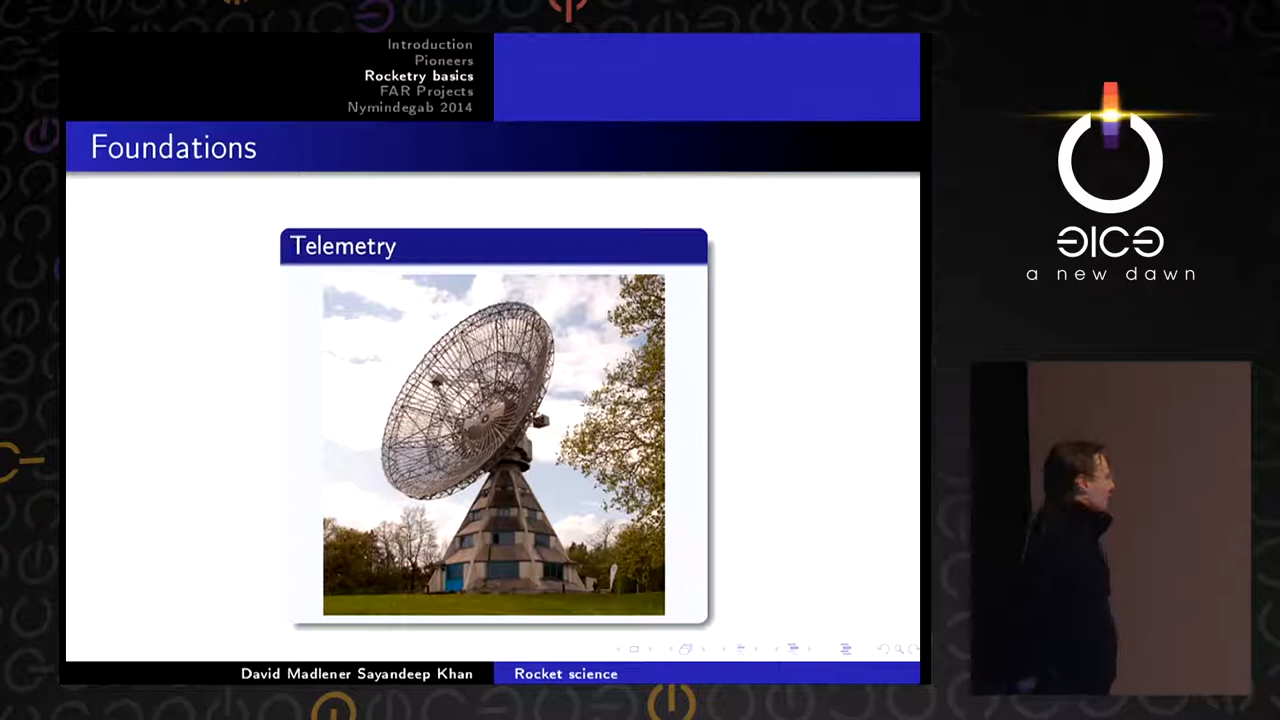 Introduction
Pioneers
Rocketry basics
FAR Projects
Nymindegab 2014
Foundations
Telemetry
David Madlener Sayandeep Khan
Rocket science
a new dawn